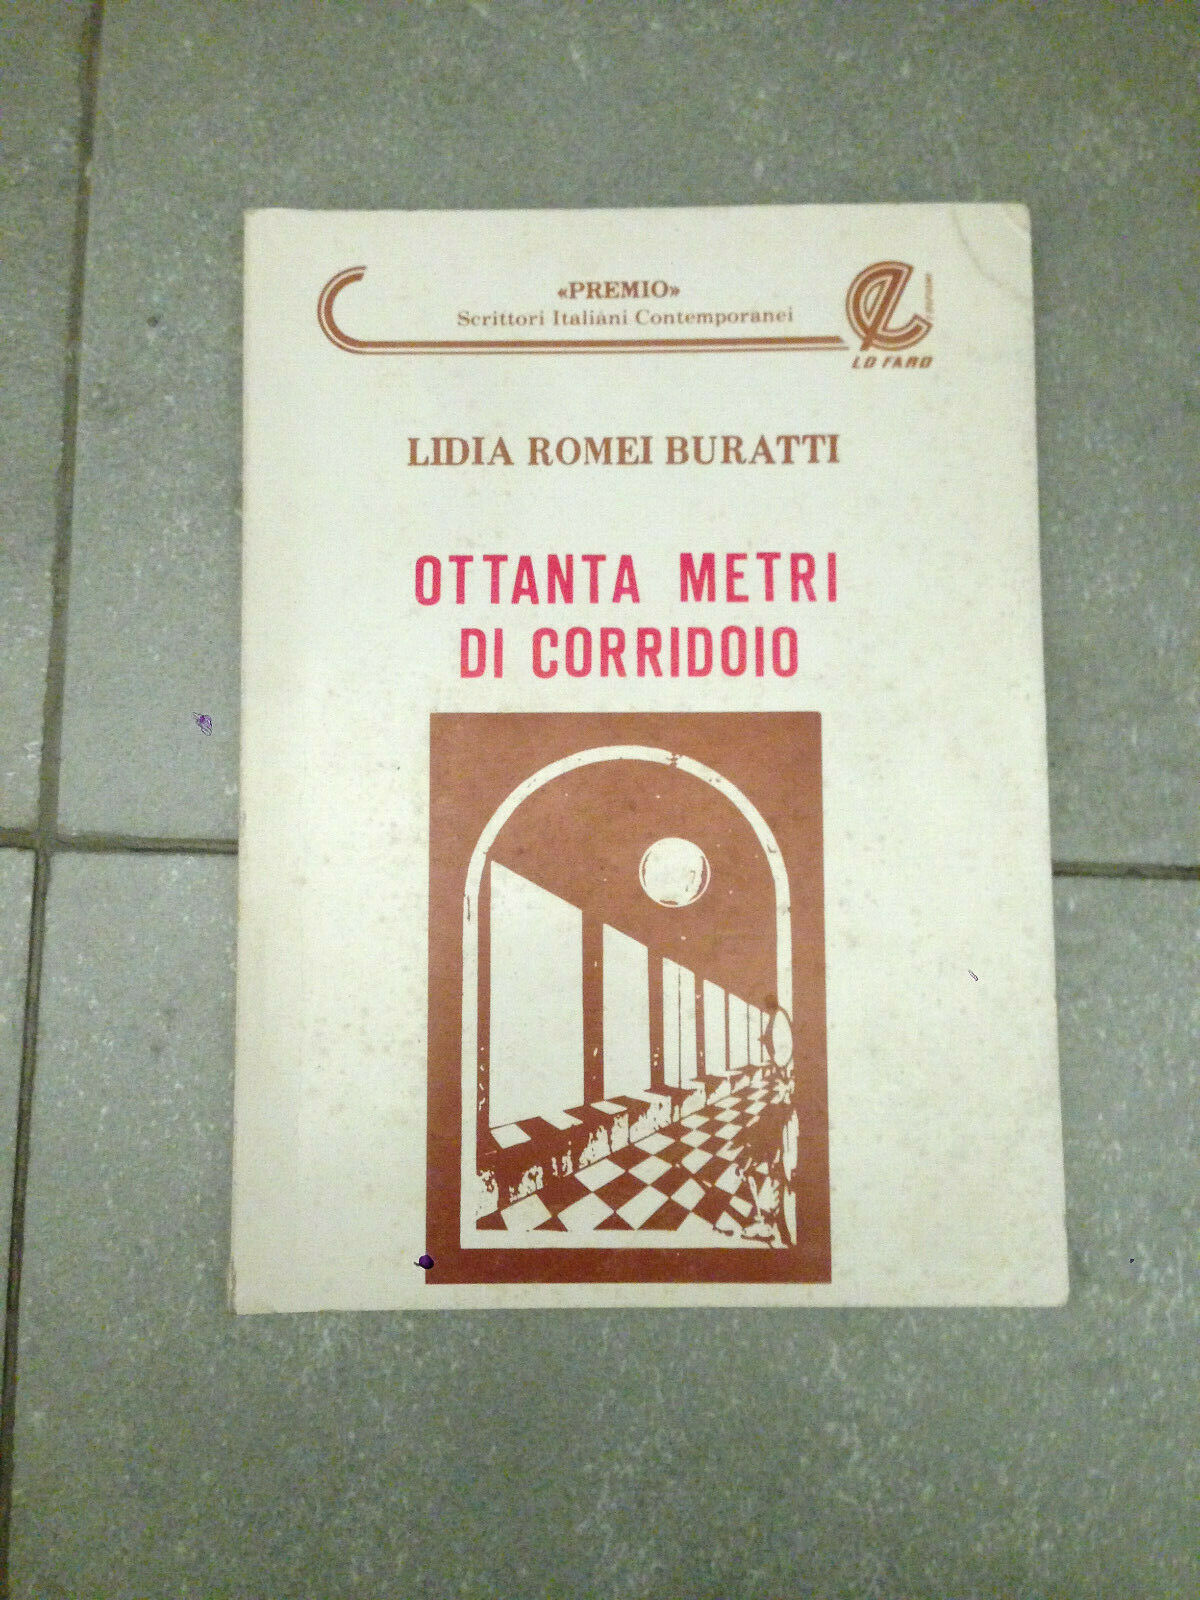 «PREMIO»
Scrittori Italiani Contemporanei
LO FARO
LIDIA ROMEI BURATTI
OTTANTA METRI
DI CORRIDOIO